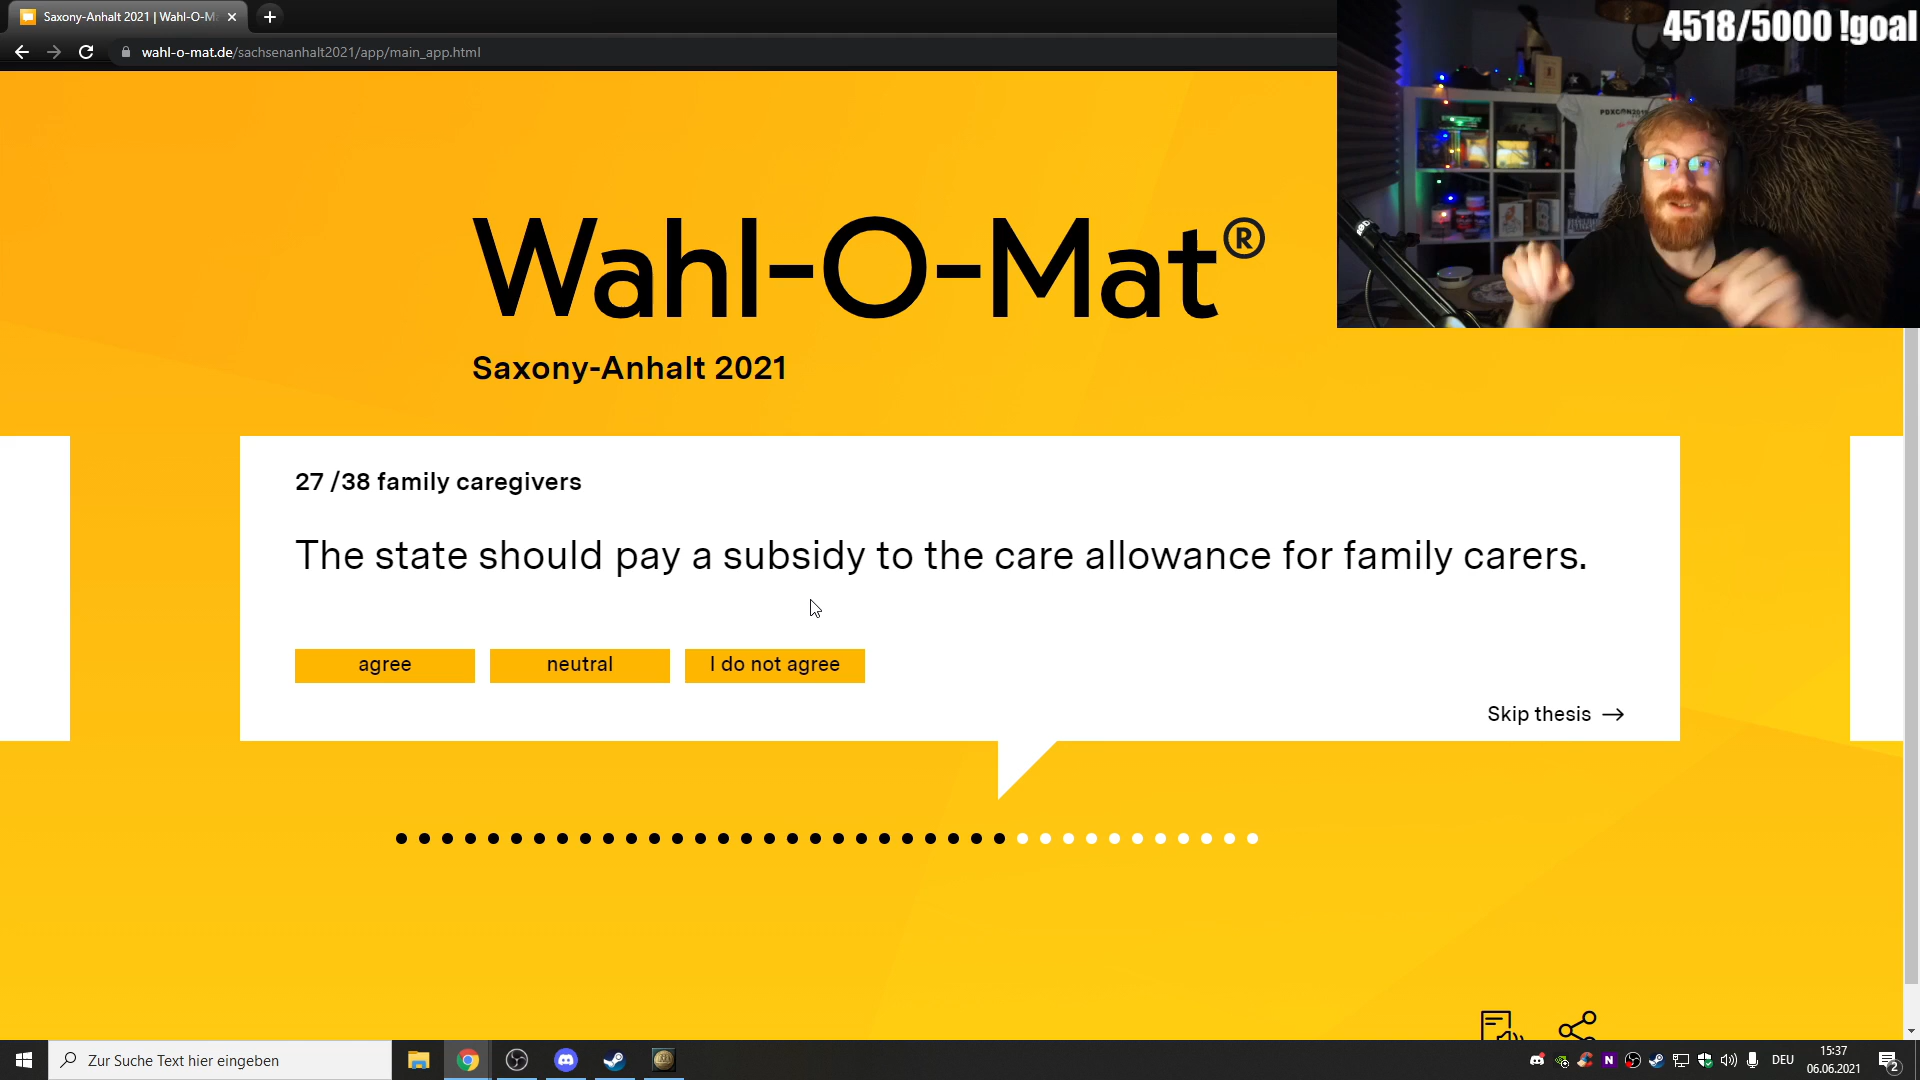 Saxony-Anhalt 2021 | Wahl-O-M
4518/5000 !goal
wahl-o-mat.de/sachsenanhalt2021/app/main_app.html
Wahl-O-Mat®
Saxony-Anhalt 2021
27 /38 family caregivers
The state should pay a subsidy to the care allowance for family carers.
agree
neutral
I do not agree
Skip thesis →
Zur Suche Text hier eingeben
DEU
15:37
06.06.2021
2